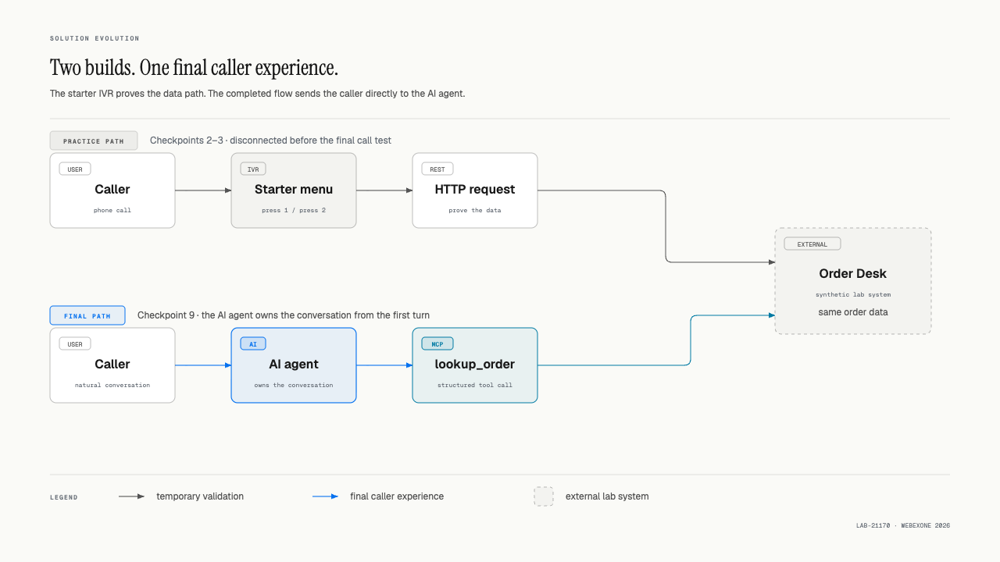 SOLUTION EVOLUTION
Two builds. One final caller experience.
The starter IVR proves the data path. The completed flow sends the caller directly to the AI agent.
PRACTICE PATH
Checkpoints 2–3 · disconnected before the final call test
USER
Caller
phone call
IVR
Starter menu
press 1 / press 2
REST
HTTP request
prove the data
EXTERNAL
Order Desk
synthetic lab system
same order data
FINAL PATH
Checkpoint 9 · the AI agent owns the conversation from the first turn
USER
Caller
natural conversation
AI
AI agent
owns the conversation
MCP
lookup_order
structured tool call
LEGEND
temporary validation
final caller experience
external lab system
LAB-21170 · WEBEXONE 2026